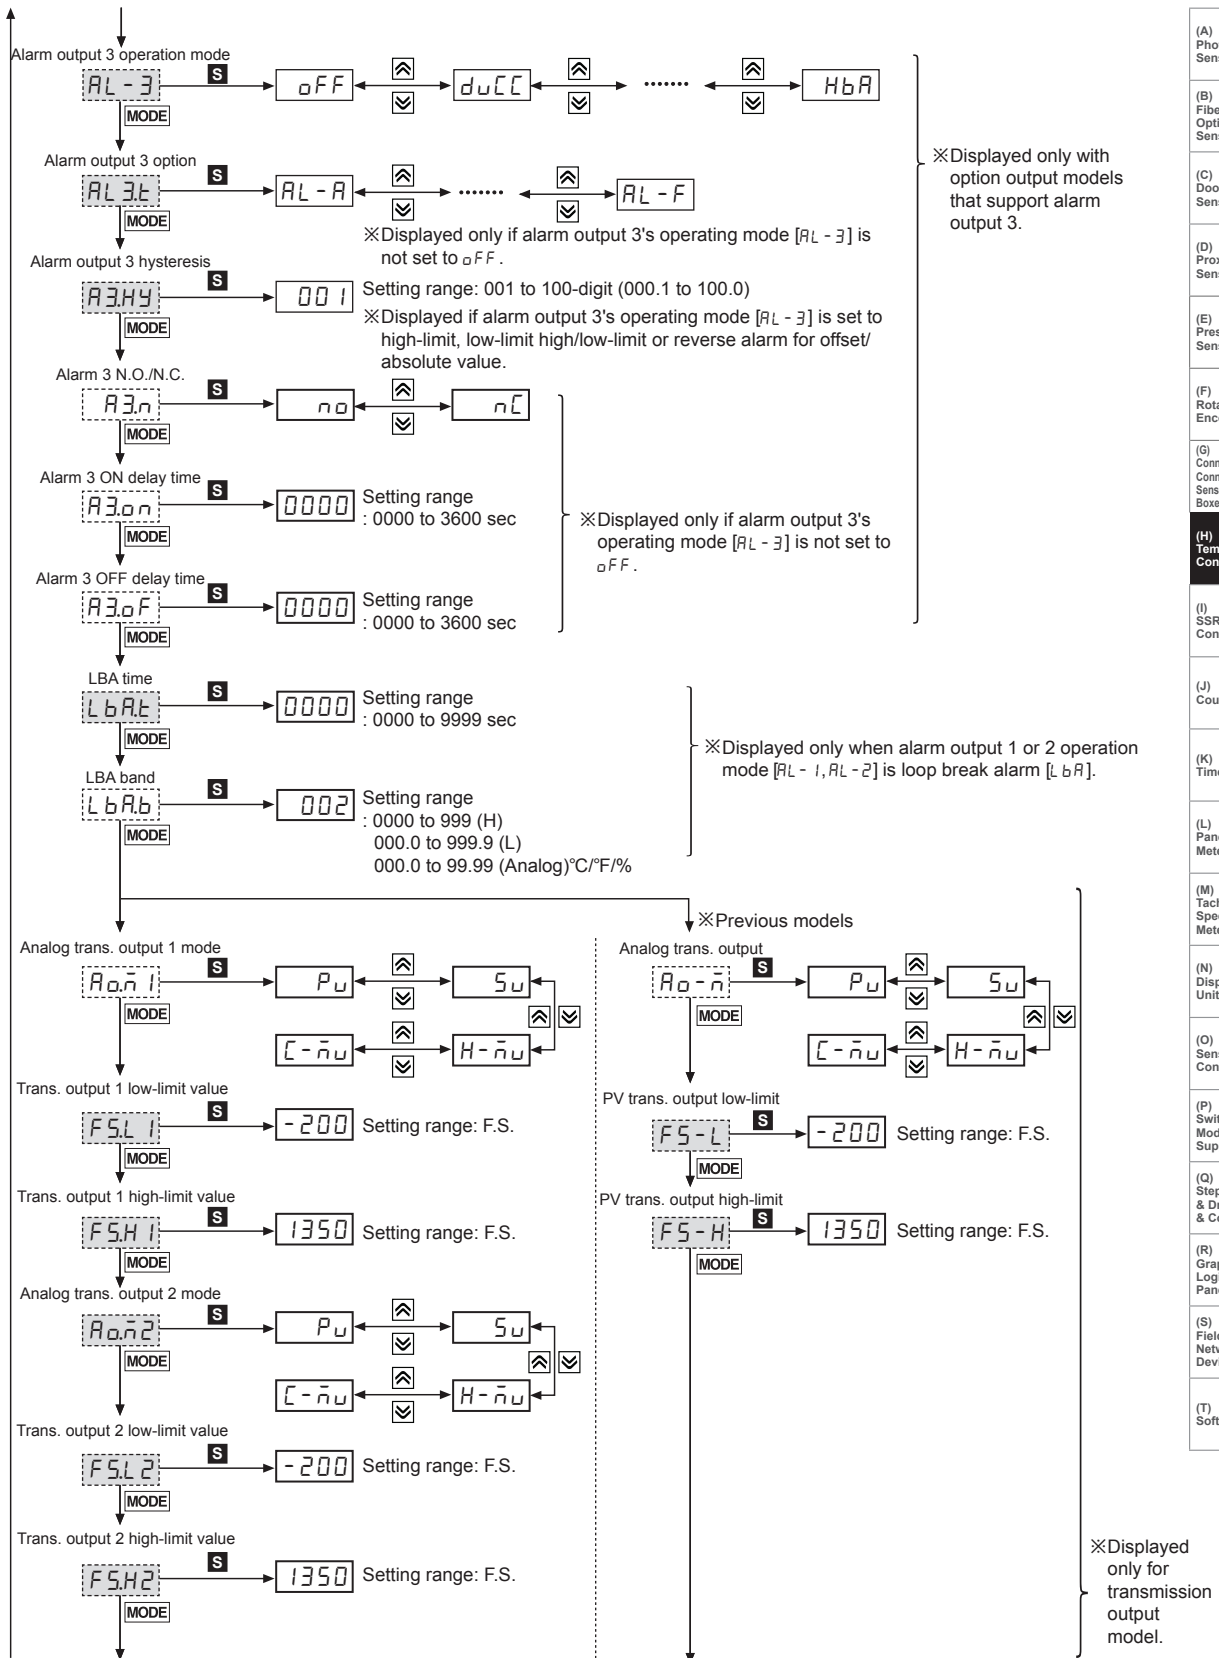 Alarm output 3 operation mode
AL-3 S oFF duCC ....... HbA
MODE
Alarm output 3 option
AL3.t S AL-A ....... AL-F
MODE
※Displayed only if alarm output 3's operating mode [AL-3] is
not set to oFF.
※Displayed only with
option output models
that support alarm
output 3.
Alarm output 3 hysteresis
A3.HY S 001 Setting range: 001 to 100-digit (000.1 to 100.0)
MODE
※Displayed if alarm output 3's operating mode [AL-3] is set to
high-limit, low-limit high/low-limit or reverse alarm for offset/
absolute value.
Alarm 3 N.O./N.C.
A3.n S no nC
MODE
Alarm 3 ON delay time
A3.on S 0000 Setting range
: 0000 to 3600 sec
MODE
※Displayed only if alarm output 3's
operating mode [AL-3] is not set to
oFF.
Alarm 3 OFF delay time
A3.oF S 0000 Setting range
: 0000 to 3600 sec
MODE
LBA time
LbA.t S 0000 Setting range
: 0000 to 9999 sec
MODE
※Displayed only when alarm output 1 or 2 operation
mode [AL-1, AL-2] is loop break alarm [LbA].
LBA band
LbA.b S 002 Setting range
: 0000 to 999 (H)
000.0 to 999.9 (L)
000.0 to 99.99 (Analog)°C/°F/%
MODE
Analog trans. output 1 mode
Ao.m1 S Pu Su
MODE
C-mu H-mu
Trans. output 1 low-limit value
FS.L1 S -200 Setting range: F.S.
MODE
Trans. output 1 high-limit value
FS.H1 S 1350 Setting range: F.S.
MODE
Analog trans. output 2 mode
Ao.m2 S Pu Su
MODE
C-mu H-mu
Trans. output 2 low-limit value
FS.L2 S -200 Setting range: F.S.
MODE
Trans. output 2 high-limit value
FS.H2 S 1350 Setting range: F.S.
MODE
※Previous models
Analog trans. output
Ao-m S Pu Su
MODE
C-mu H-mu
PV trans. output low-limit
FS-L S -200 Setting range: F.S.
MODE
PV trans. output high-limit
FS-H S 1350 Setting range: F.S.
MODE
※Displayed
only for
transmission
output
model.
(A)
(B)
(C)
(D)
(E)
(F)
(G)
(H)
(I)
SSR
(J)
(K)
(L)
(M)
(N)
(O)
(P)
(Q)
(R)
(S)
(T)